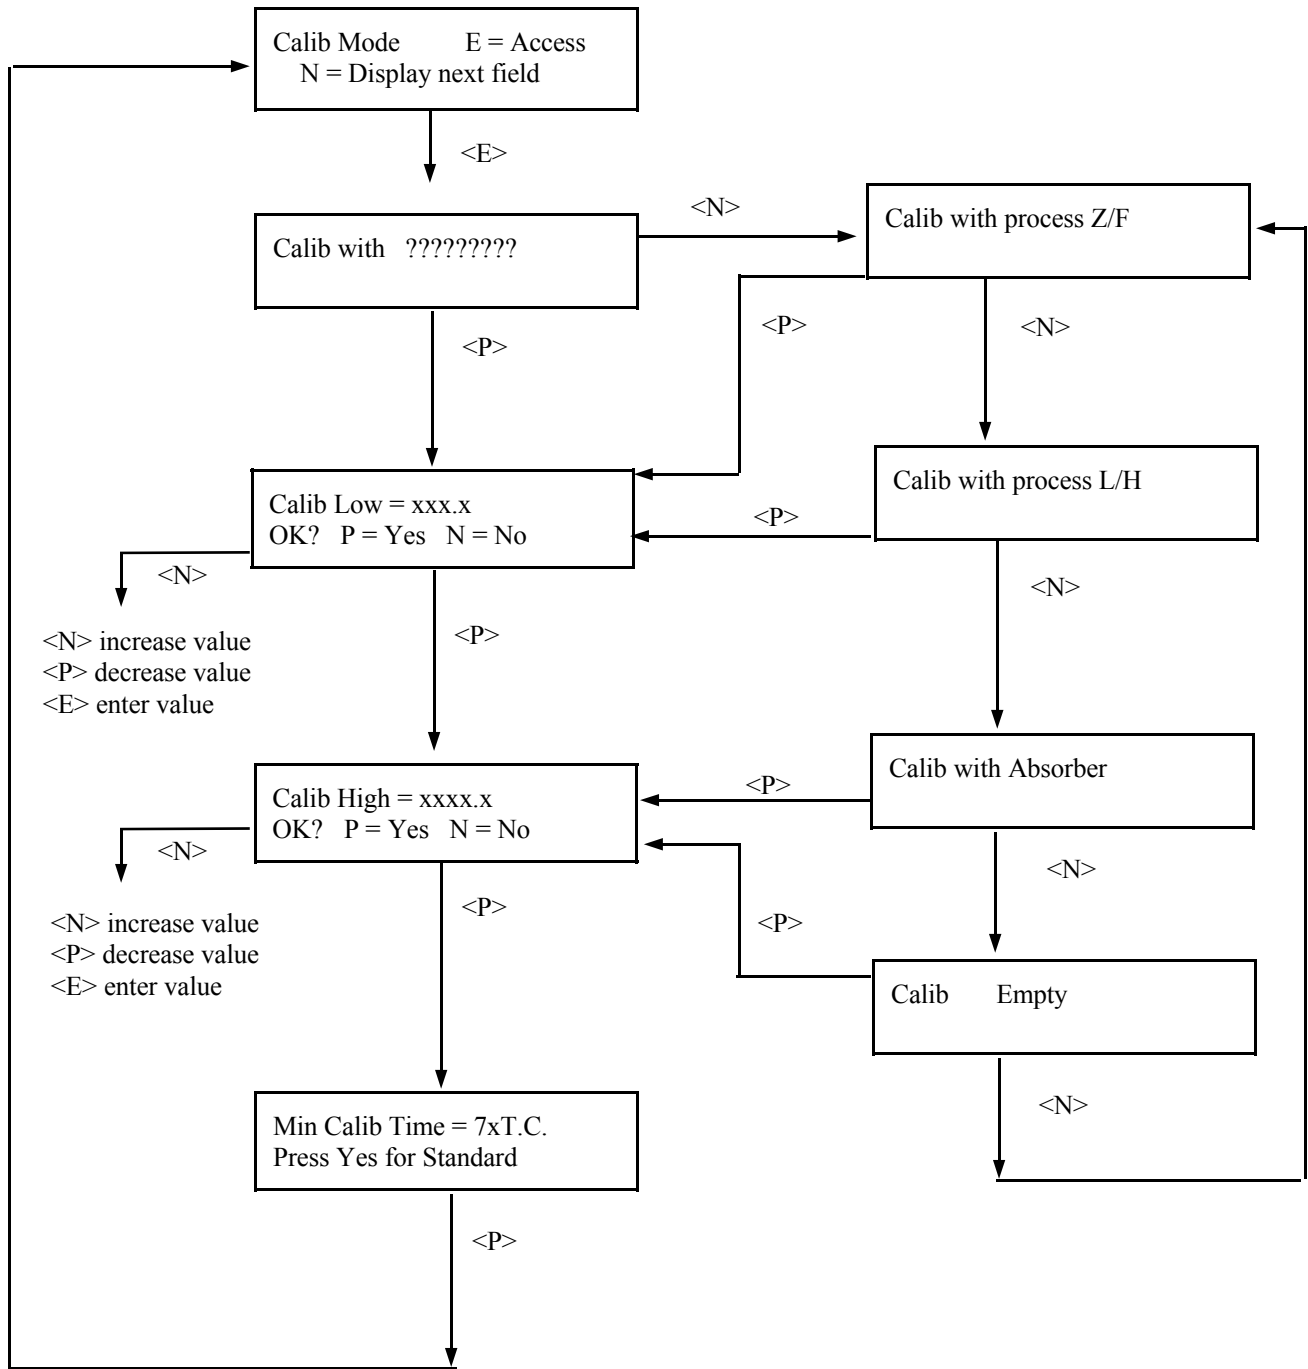 Calib Mode E = Access
N = Display next field
<E>
Calib with ?????????
<N>
Calib with process Z/F
<P>
<P>
<N>
Calib Low = xxx.x
OK? P = Yes N = No
<P>
Calib with process L/H
<N>
<N> increase value
<P> decrease value
<E> enter value
<P>
<N>
Calib High = xxxx.x
OK? P = Yes N = No
<P>
Calib with Absorber
<N>
<N> increase value
<P> decrease value
<E> enter value
<P>
<P>
<N>
Calib Empty
Min Calib Time = 7xT.C.
Press Yes for Standard
<N>
<P>